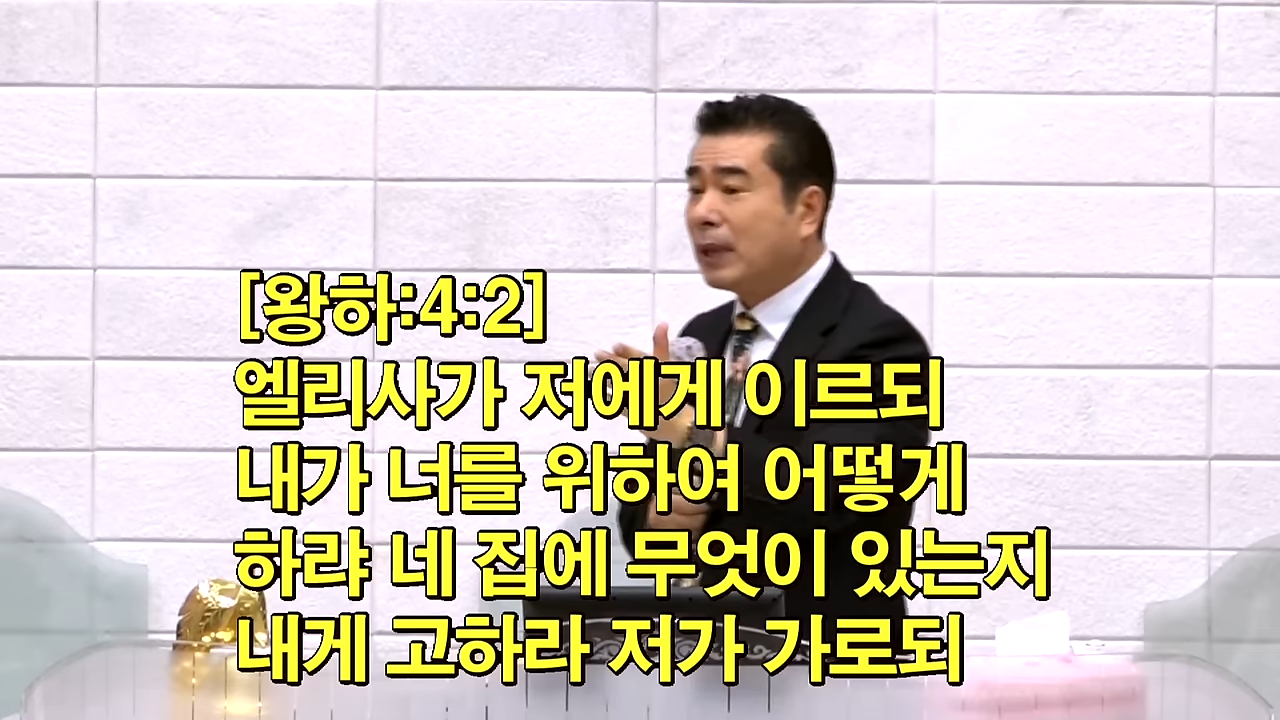 [왕하:4:2]
엘리사가 저에게 이르되
내가 너를 위하여 어떻게
하랴 네 집에 무엇이 있는지
내게 고하라 저가 가로되